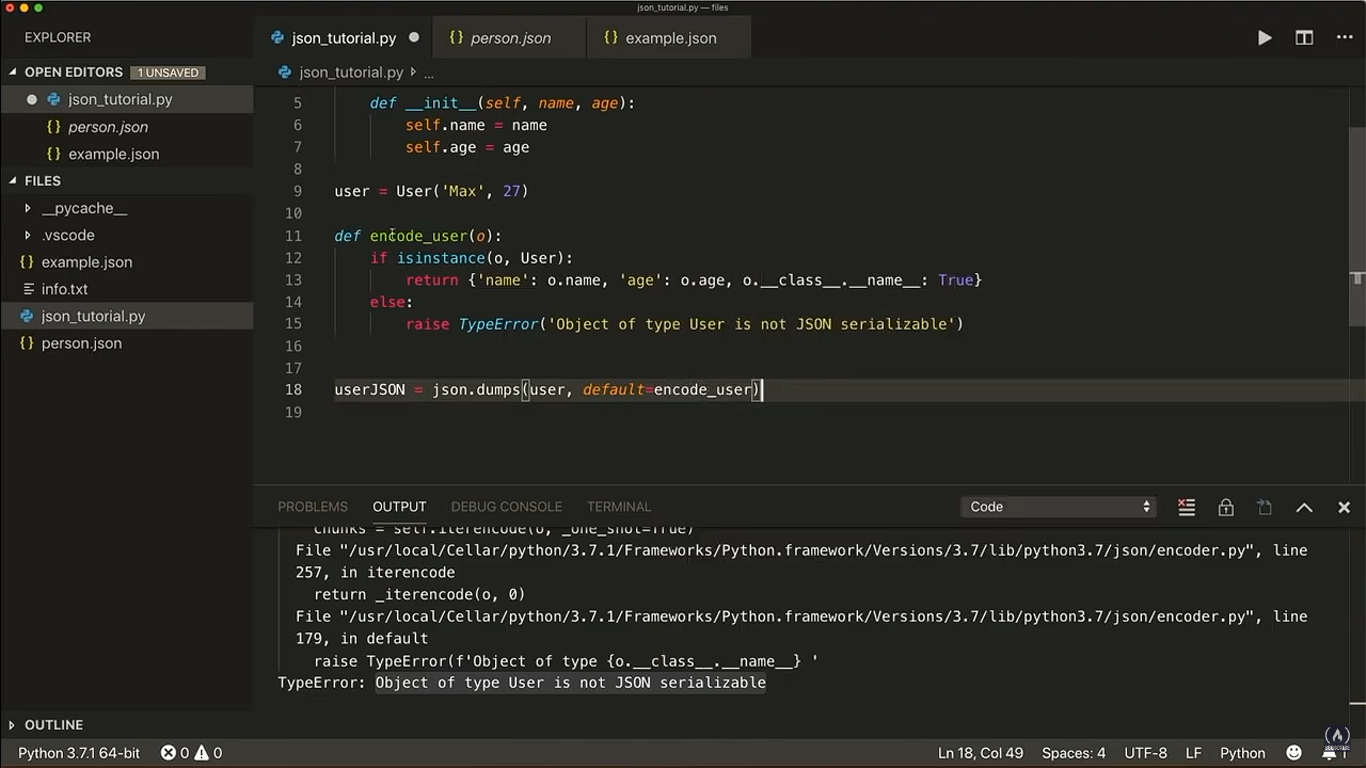 json_tutorial.py — files
EXPLORER
json_tutorial.py
person.json
example.json
OPEN EDITORS 1 UNSAVED
json_tutorial.py ...
json_tutorial.py
person.json
example.json
FILES
__pycache__
.vscode
example.json
info.txt
json_tutorial.py
person.json
5 def __init__(self, name, age):
6 self.name = name
7 self.age = age
8
9 user = User('Max', 27)
10
11 def encode_user(o):
12 if isinstance(o, User):
13 return {'name': o.name, 'age': o.age, o.__class__.__name__: True}
14 else:
15 raise TypeError('Object of type User is not JSON serializable')
16
17
18 userJSON = json.dumps(user, default=encode_user)
19
PROBLEMS OUTPUT DEBUG CONSOLE TERMINAL Code
chunks = self.iterencode(o, _one_shot=True)
File "/usr/local/Cellar/python/3.7.1/Frameworks/Python.framework/Versions/3.7/lib/python3.7/json/encoder.py", line
257, in iterencode
return _iterencode(o, 0)
File "/usr/local/Cellar/python/3.7.1/Frameworks/Python.framework/Versions/3.7/lib/python3.7/json/encoder.py", line
179, in default
raise TypeError(f'Object of type {o.__class__.__name__} '
TypeError: Object of type User is not JSON serializable
OUTLINE
Python 3.7.1 64-bit 0 0 Ln 18, Col 49 Spaces: 4 UTF-8 LF Python 1
SUBSCRIBE